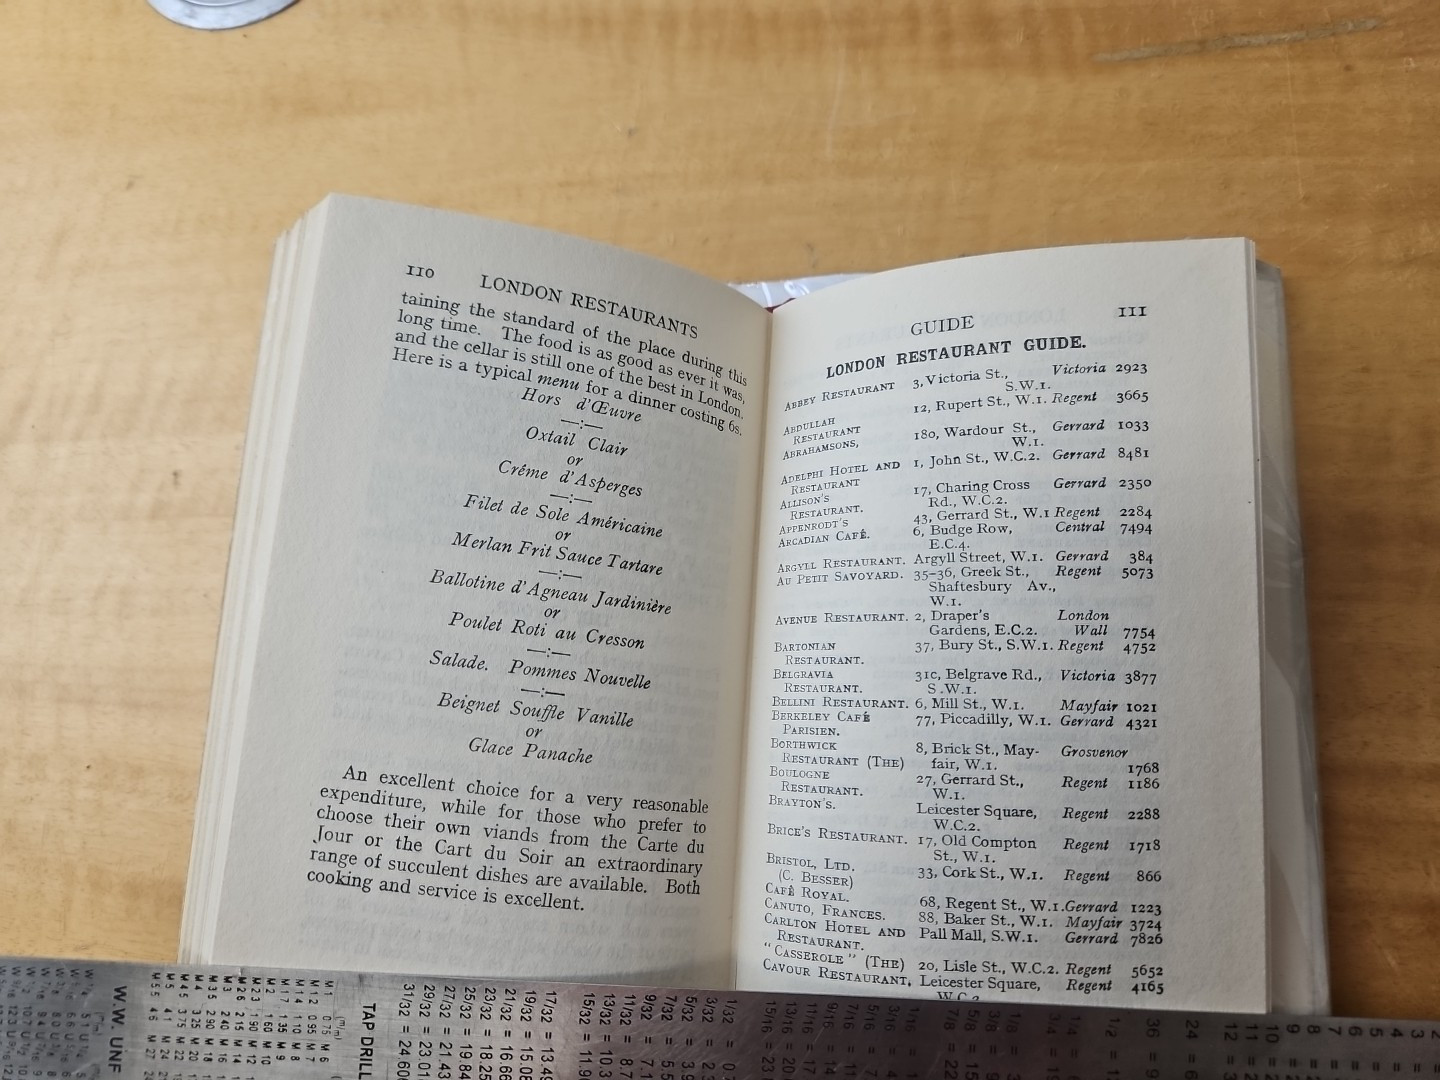 110 LONDON RESTAURANTS
taining the standard of the place during this
long time. The food is as good as ever it was,
and the cellar is still one of the best in London.
Here is a typical menu for a dinner costing 6s.
Hors d'Œuvre
—:—
Oxtail Clair
or
Créme d'Asperges
—:—
Filet de Sole Américaine
or
Merlan Frit Sauce Tartare
—:—
Ballotine d'Agneau Jardinière
or
Poulet Roti au Cresson
—:—
Salade. Pommes Nouvelle
—:—
Beignet Souffle Vanille
or
Glace Panache
An excellent choice for a very reasonable
expenditure, while for those who prefer to
choose their own viands from the Carte du
Jour or the Cart du Soir an extraordinary
range of succulent dishes are available. Both
cooking and service is excellent.
GUIDE 111
LONDON RESTAURANT GUIDE.
ABBEY RESTAURANT 3, Victoria St., Victoria 2923
S.W.1.
ABDULLAH 12, Rupert St., W.1. Regent 3665
RESTAURANT
ABRAHAMSONS, 180, Wardour St., Gerrard 1033
W.1.
ADELPHI HOTEL AND 1, John St., W.C.2. Gerrard 8481
RESTAURANT
ALLISON'S 17, Charing Cross Gerrard 2350
RESTAURANT. Rd., W.C.2.
APPENRODT'S 43, Gerrard St., W.1 Regent 2284
ARCADIAN CAFÉ. 6, Budge Row, Central 7494
E.C.4.
ARGYLL RESTAURANT. Argyll Street, W.1. Gerrard 384
AU PETIT SAVOYARD. 35-36, Greek St., Regent 5073
Shaftesbury Av.,
W.1.
AVENUE RESTAURANT. 2, Draper's London
Gardens, E.C.2. Wall 7754
BARTONIAN 37, Bury St., S.W.1. Regent 4752
RESTAURANT.
BELGRAVIA 31c, Belgrave Rd., Victoria 3877
RESTAURANT. S.W.1.
BELLINI RESTAURANT. 6, Mill St., W.1. Mayfair 1021
BERKELEY CAFÉ 77, Piccadilly, W.1. Gerrard 4321
PARISIEN.
BORTHWICK 8, Brick St., May- Grosvenor
RESTAURANT (THE) fair, W.1. 1768
BOULOGNE 27, Gerrard St., Regent 1186
RESTAURANT. W.1.
BRAYTON'S. Leicester Square, Regent 2288
W.C.2.
BRICE'S RESTAURANT. 17, Old Compton Regent 1718
St., W.1.
BRISTOL, LTD. 33, Cork St., W.1. Regent 866
(C. BESSER)
CAFÉ ROYAL. 68, Regent St., W.1. Gerrard 1223
CANUTO, FRANCES. 88, Baker St., W.1. Mayfair 3724
CARLTON HOTEL AND Pall Mall, S.W.1. Gerrard 7826
RESTAURANT.
"CASSEROLE" (THE) 20, Lisle St., W.C.2. Regent 5652
CAVOUR RESTAURANT, Leicester Square, Regent 4165
W.C.2
W.W. UNF
TAP DRILL